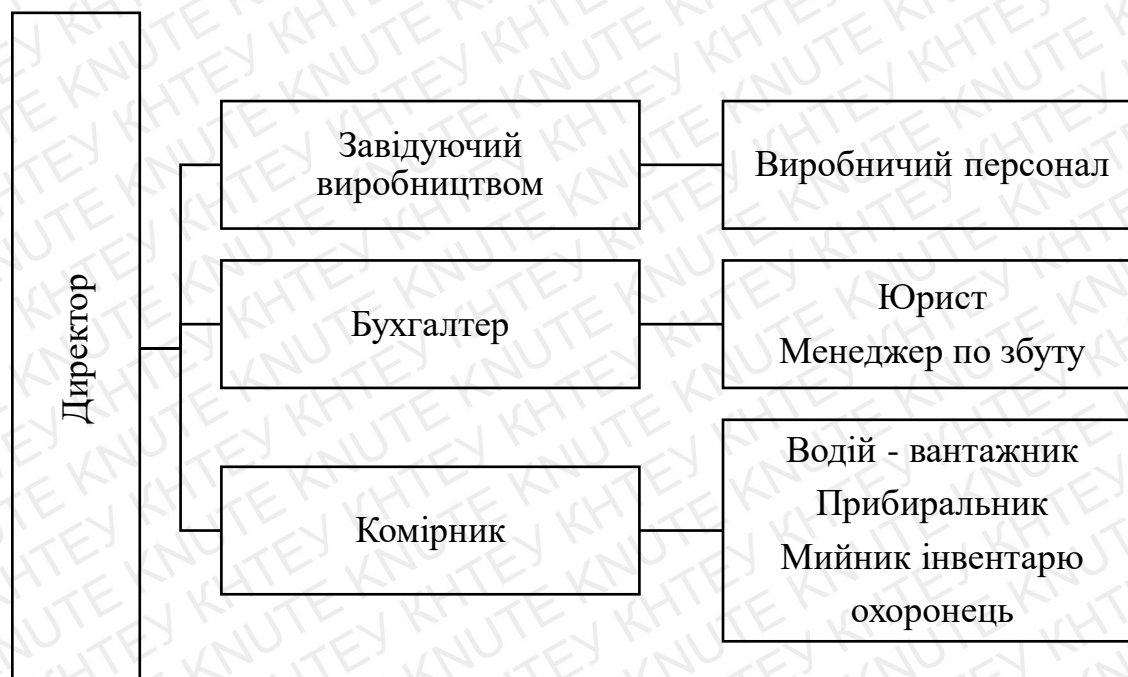 Директор
Завідуючий
виробництвом
Виробничий персонал
Бухгалтер
Юрист
Менеджер по збуту
Комірник
Водій - вантажник
Прибиральник
Мийник інвентарю
охоронець